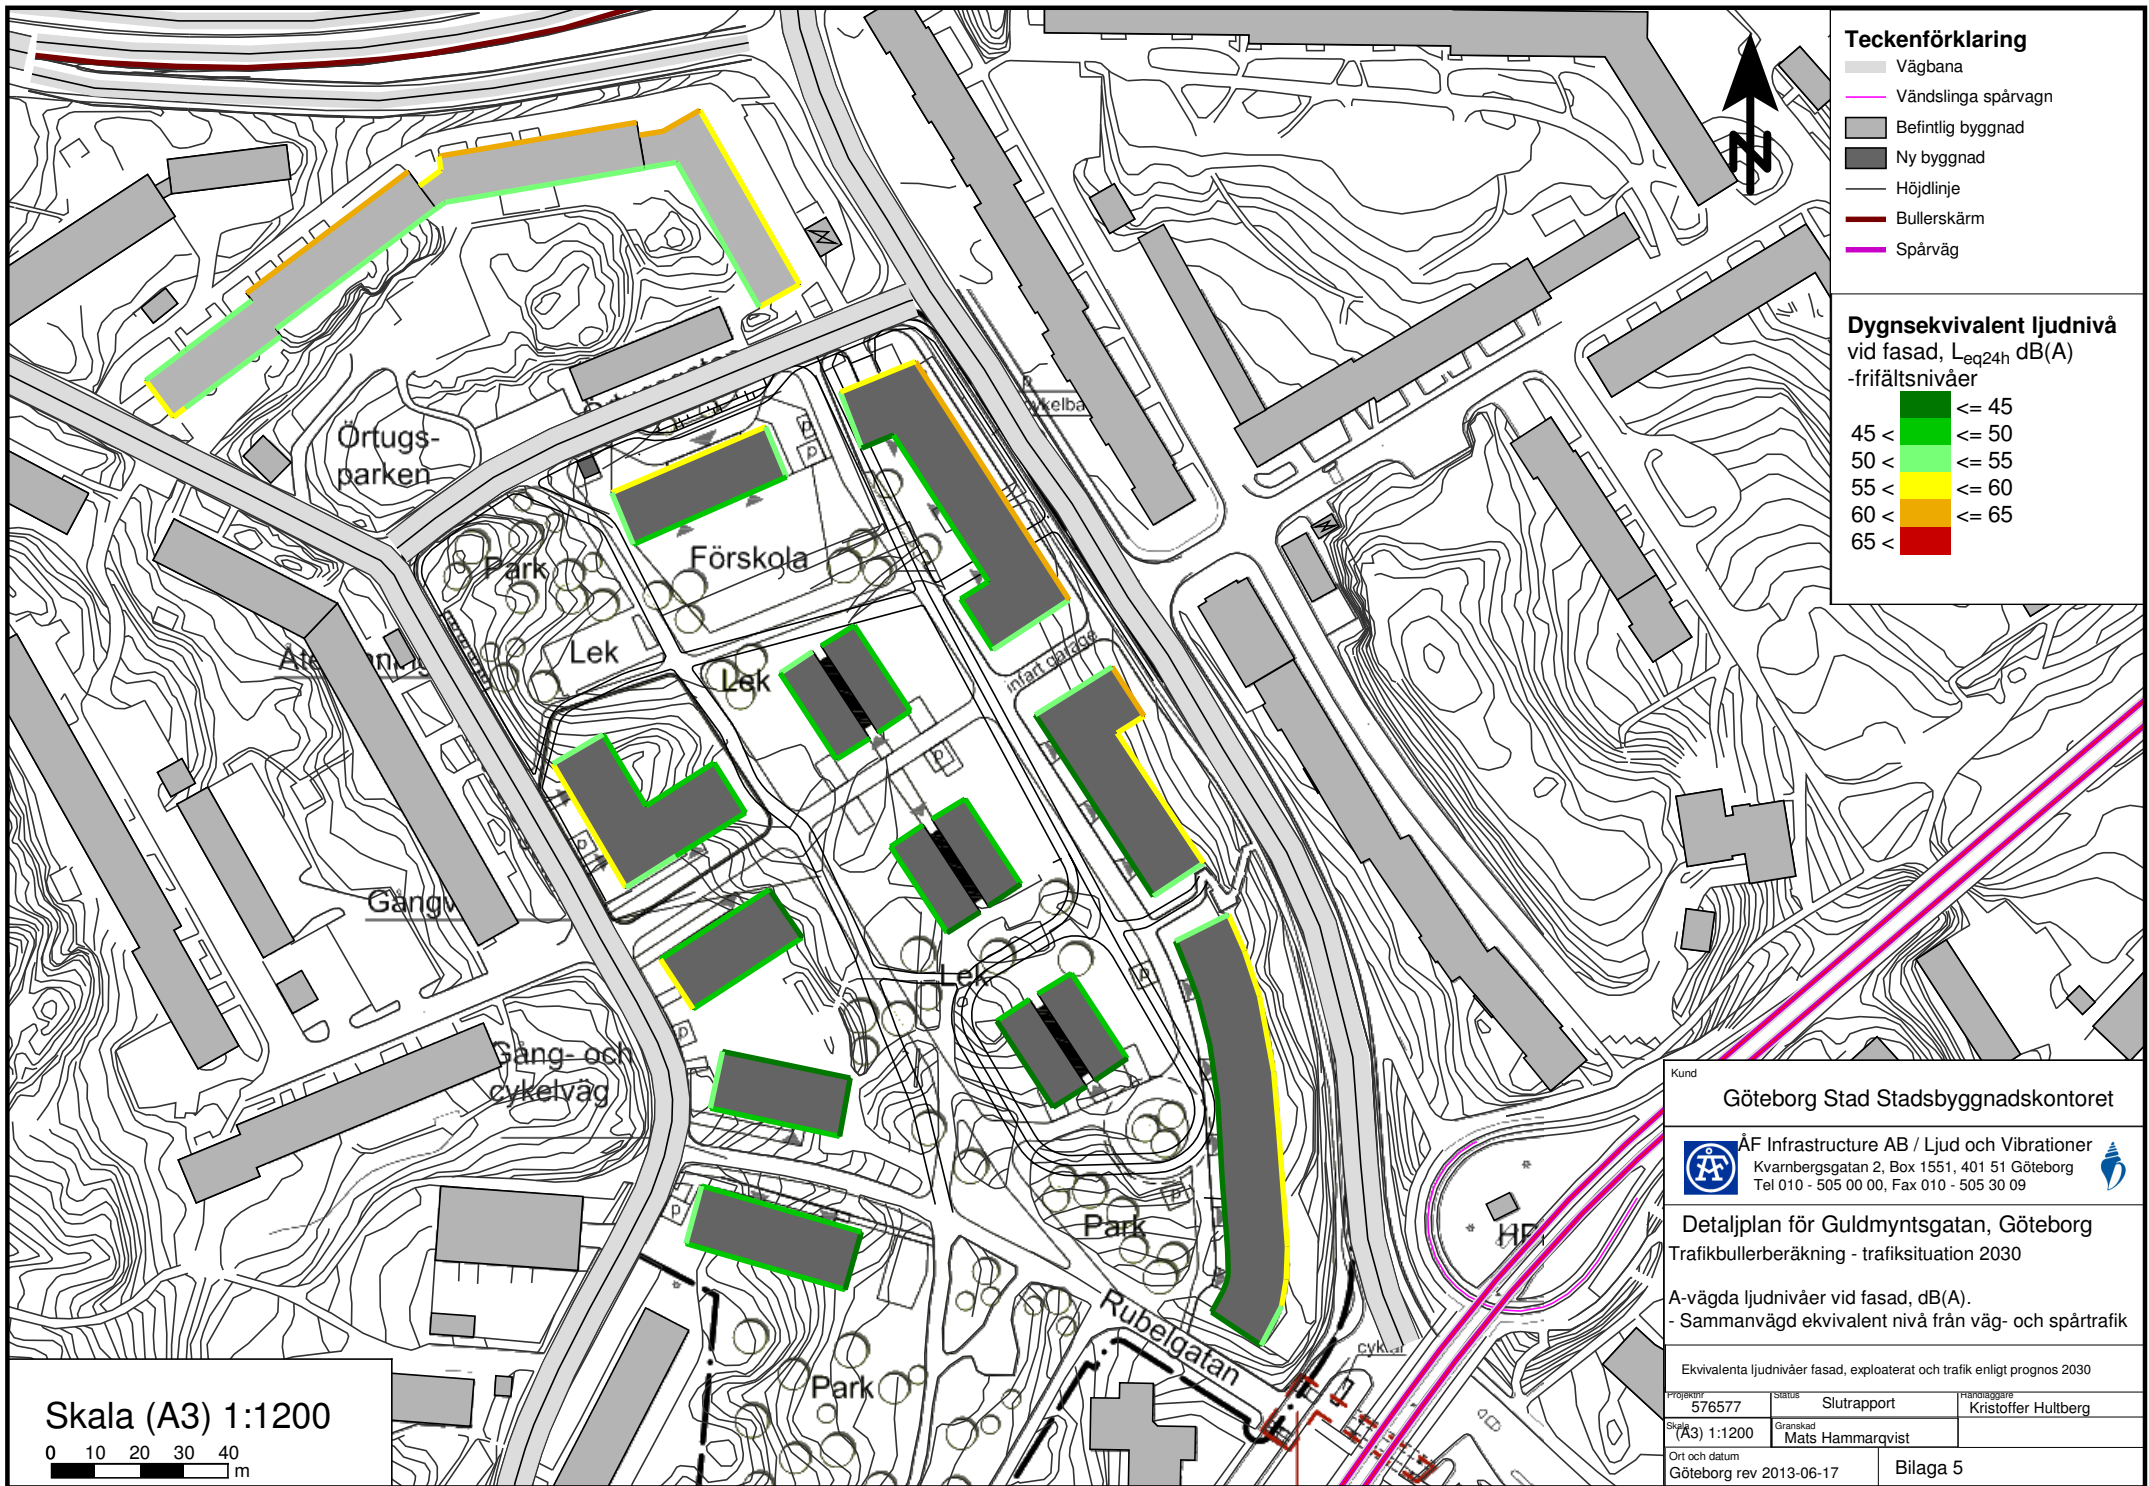 Teckenförklaring
Vägbana
Vändslinga spårvagn
Befintlig byggnad
Ny byggnad
Höjdlinje
Bullerskärm
Spårväg
N
Dygnsekvivalent ljudnivå
vid fasad, Leq24h dB(A)
-frifältsnivåer
<= 45
45 < <= 50
50 < <= 55
55 < <= 60
60 < <= 65
65 <
Örtugs-
parken
p
p
Park
Förskola
Lek
Lek
infart garage
p
p
Gångv
Lek
p
p
Gång- och
cykelväg
p
p
Park
Rubelgatan
Park
HPL
Kund
Göteborg Stad Stadsbyggnadskontoret
ÅF
ÅF Infrastructure AB / Ljud och Vibrationer
Kvarnbergsgatan 2, Box 1551, 401 51 Göteborg
Tel 010 - 505 00 00, Fax 010 - 505 30 09
Detaljplan för Guldmyntsgatan, Göteborg
Trafikbullerberäkning - trafiksituation 2030
A-vägda ljudnivåer vid fasad, dB(A).
- Sammanvägd ekvivalent nivå från väg- och spårtrafik
Ekvivalenta ljudnivåer fasad, exploaterat och trafik enligt prognos 2030
Projektnr
576577
Status
Slutrapport
Handläggare
Kristoffer Hultberg
Skala
(A3) 1:1200
Granskad
Mats Hammarqvist
Ort och datum
Göteborg rev 2013-06-17
Bilaga 5
Skala (A3) 1:1200
0 10 20 30 40
m